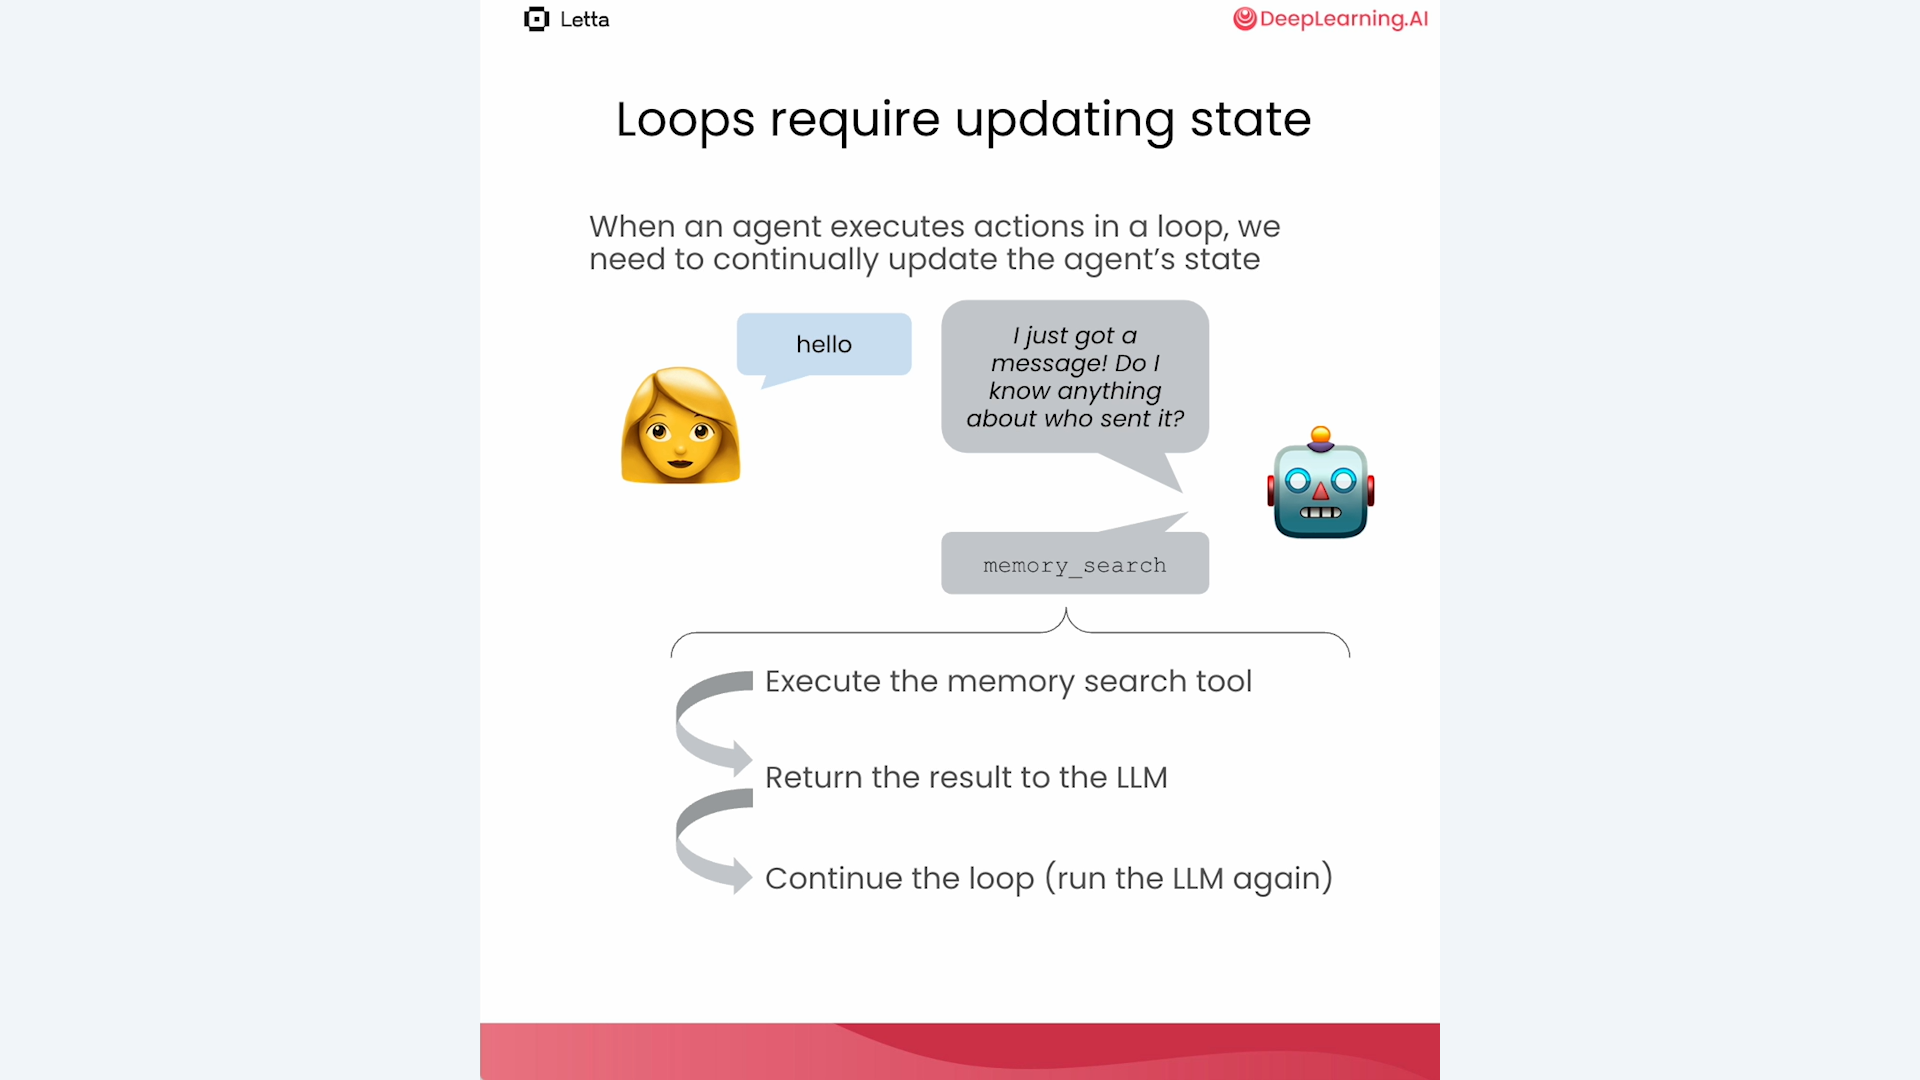 Letta
DeepLearning.AI
Loops require updating state
When an agent executes actions in a loop, we
need to continually update the agent’s state
hello
I just got a
message! Do I
know anything
about who sent it?
memory_search
Execute the memory search tool
Return the result to the LLM
Continue the loop (run the LLM again)